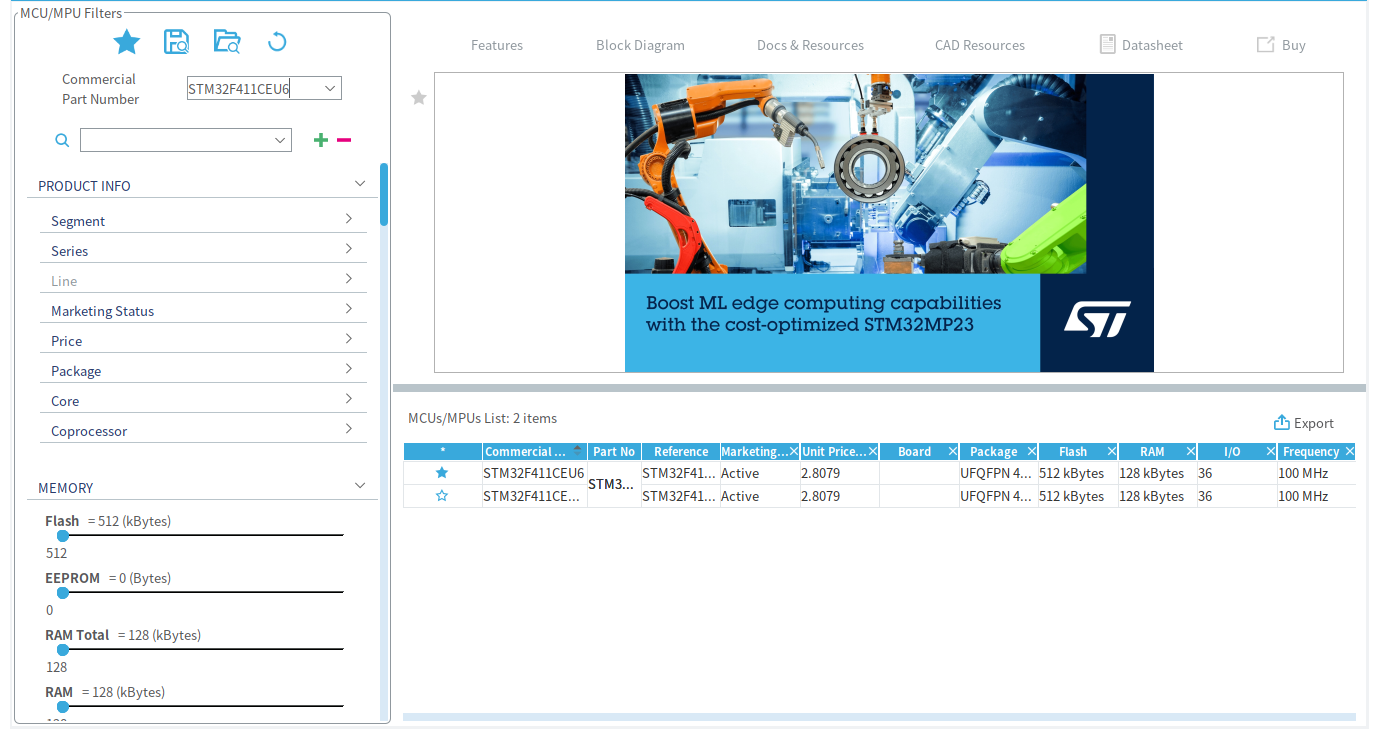 MCU/MPU Filters
Commercial
Part Number
STM32F411CEU6
PRODUCT INFO
Segment
Series
Line
Marketing Status
Price
Package
Core
Coprocessor
MEMORY
Flash = 512 (kBytes)
512
EEPROM = 0 (Bytes)
0
RAM Total = 128 (kBytes)
128
RAM = 128 (kBytes)
Features Block Diagram Docs & Resources CAD Resources Datasheet Buy
Boost ML edge computing capabilities
with the cost-optimized STM32MP23
ST
MCUs/MPUs List: 2 items
Export
* Commercial ... Part No Reference Marketing... Unit Price... Board Package Flash RAM I/O Frequency
STM32F411CEU6 STM3... STM32F41... Active 2.8079 UFQFPN 4... 512 kBytes 128 kBytes 36 100 MHz
STM32F411CE... STM32F41... Active 2.8079 UFQFPN 4... 512 kBytes 128 kBytes 36 100 MHz